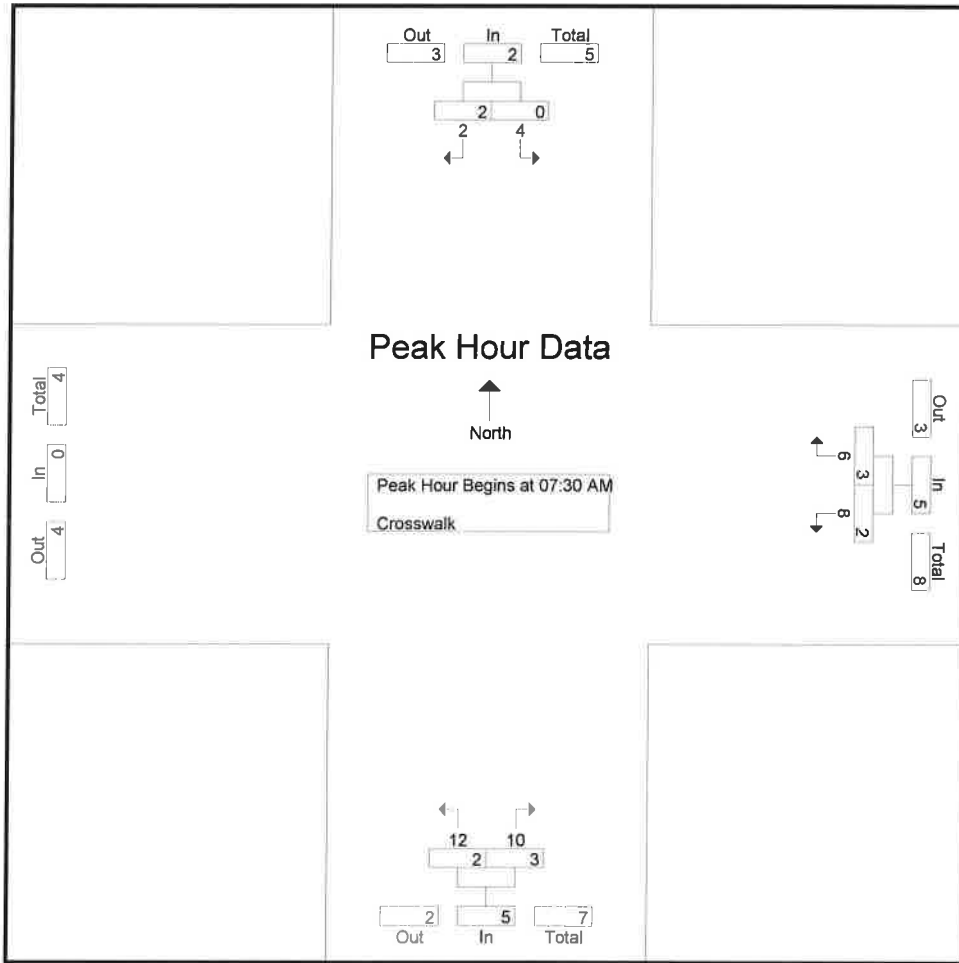 Out In Total
3 2 5
2 0
2 4
Peak Hour Data
North
Peak Hour Begins at 07:30 AM
Crosswalk
Total 4
In 0
Out 4
Out 3
In 5
Total 8
6 3
8 2
12 10
2 3
2 5 7
Out In Total